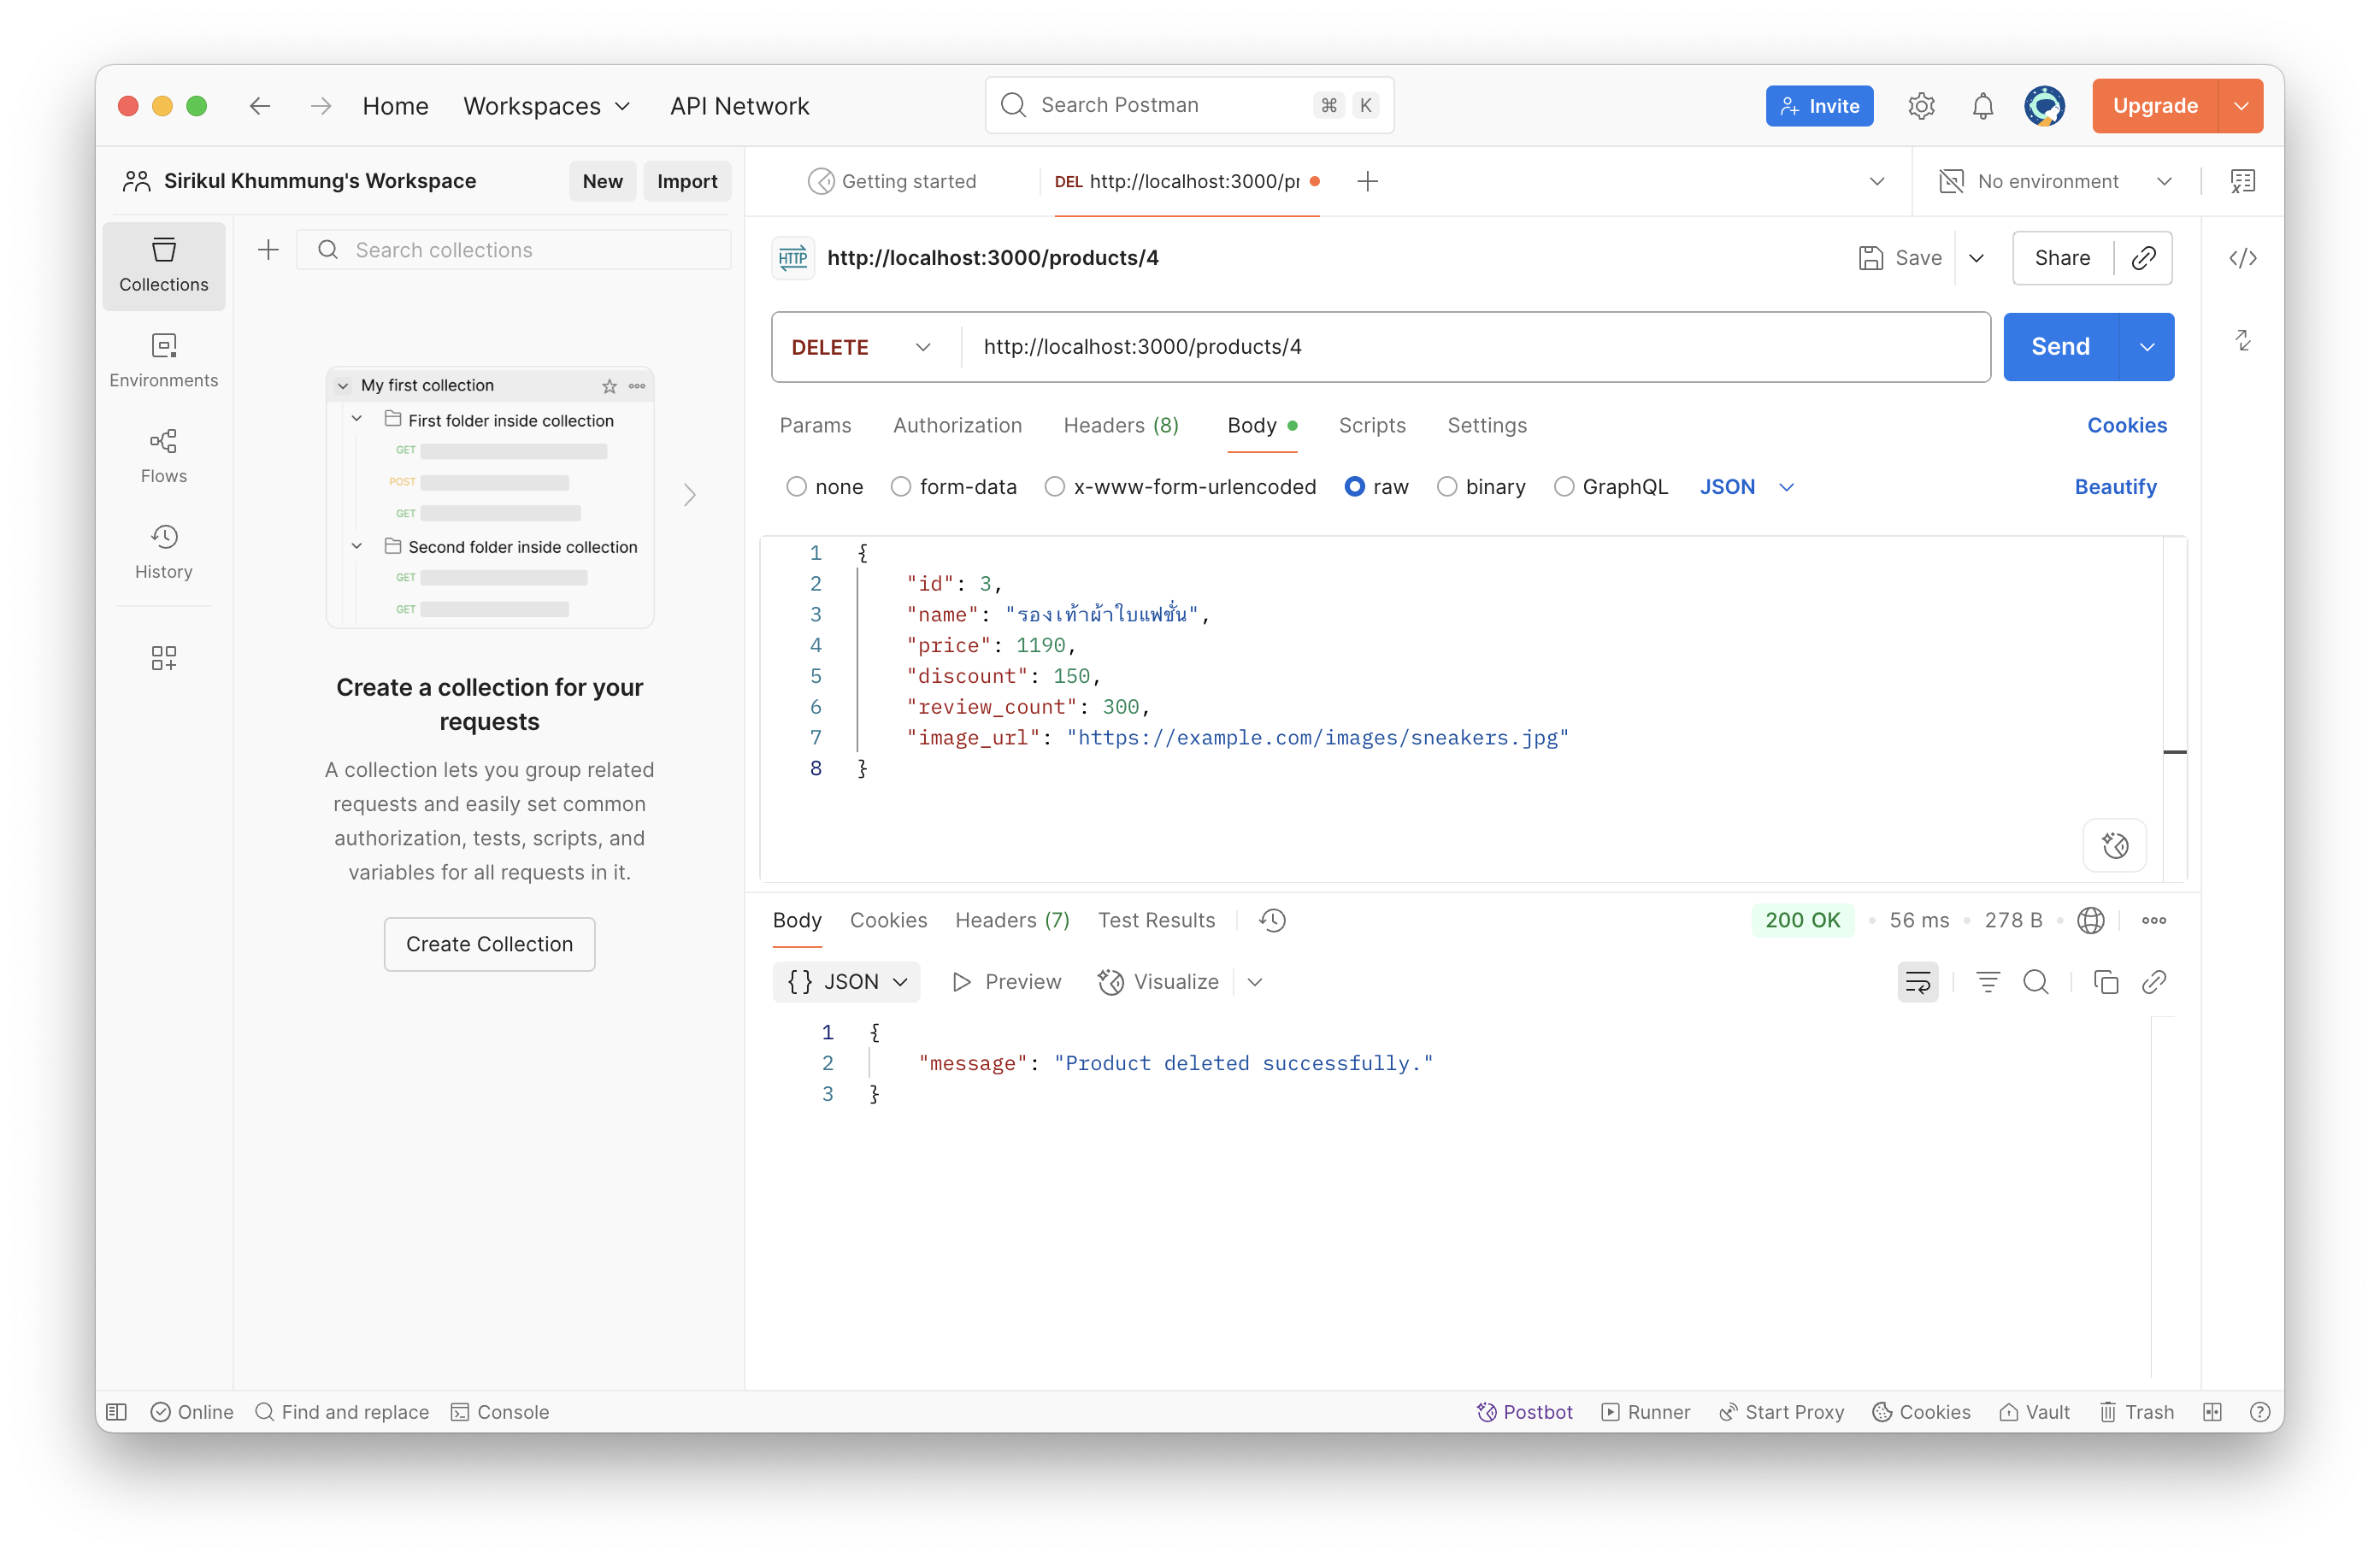 Home Workspaces API Network Search Postman ⌘ K Invite Upgrade
Sirikul Khummung's Workspace New Import
Getting started DEL http://localhost:3000/pr No environment
Collections
Environments
Flows
History
Search collections
My first collection
First folder inside collection
GET
POST
GET
Second folder inside collection
GET
GET
Create a collection for your
requests
A collection lets you group related
requests and easily set common
authorization, tests, scripts, and
variables for all requests in it.
Create Collection
HTTP http://localhost:3000/products/4 Save Share
DELETE http://localhost:3000/products/4 Send
Params Authorization Headers (8) Body Scripts Settings Cookies
none form-data x-www-form-urlencoded raw binary GraphQL JSON Beautify
1 {
2 "id": 3,
3 "name": "รองเท้าผ้าใบแฟชั่น",
4 "price": 1190,
5 "discount": 150,
6 "review_count": 300,
7 "image_url": "https://example.com/images/sneakers.jpg"
8 }
Body Cookies Headers (7) Test Results 200 OK • 56 ms • 278 B •
{} JSON Preview Visualize
1 {
2 "message": "Product deleted successfully."
3 }
Online Find and replace Console Postbot Runner Start Proxy Cookies Vault Trash